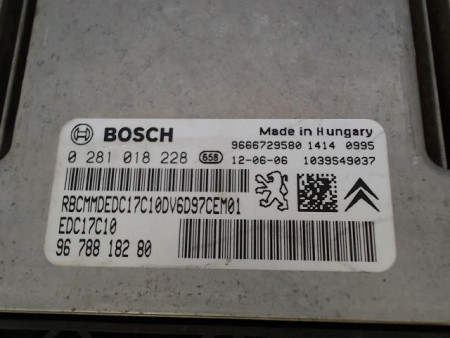 BOSCH
Made in Hungary
9666729580 1414 0995
0 281 018 228 658
12-06-06 1039S49037
RBCMMDEDC17C10DV6D97CEM01
EDC17C10
96 788 182 80